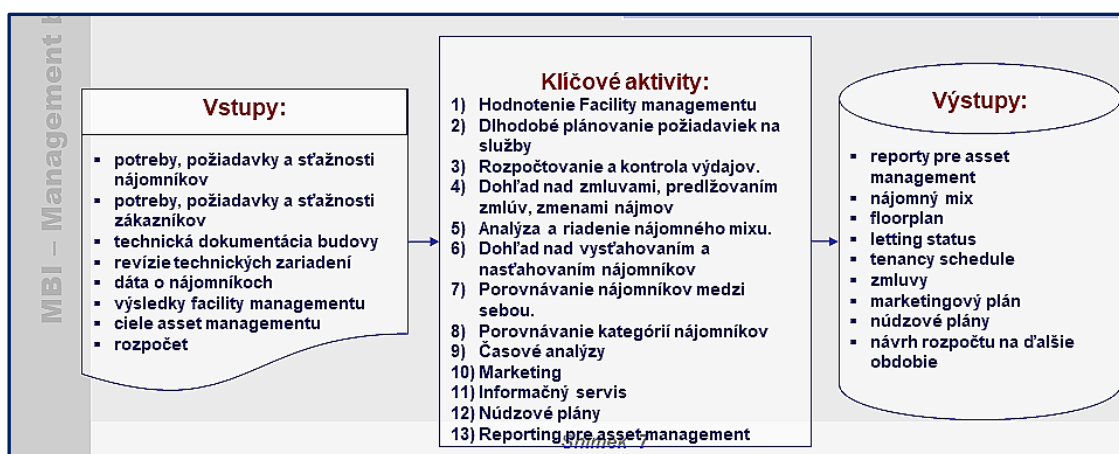 MBI – Management b
Vstupy:
▪ potreby, požiadavky a sťažnosti
nájomníkov
▪ potreby, požiadavky a sťažnosti
zákazníkov
▪ technická dokumentácia budovy
▪ revízie technických zariadení
▪ dáta o nájomníkoch
▪ výsledky facility managementu
▪ ciele asset managementu
▪ rozpočet
Klíčové aktivity:
1) Hodnotenie Facility managementu
2) Dlhodobé plánovanie požiadaviek na
služby
3) Rozpočtovanie a kontrola výdajov.
4) Dohľad nad zmluvami, predlžovaním
zmlúv, zmenami nájmov
5) Analýza a riadenie nájomného mixu.
6) Dohľad nad vysťahovaním a
nasťahovaním nájomníkov
7) Porovnávanie nájomníkov medzi
sebou.
8) Porovnávanie kategórií nájomníkov
9) Časové analýzy
10) Marketing
11) Informačný servis
12) Núdzové plány
13) Reporting pre asset management
Snímek 7
Výstupy:
▪ reporty pre asset
management
▪ nájomný mix
▪ floorplan
▪ letting status
▪ tenancy schedule
▪ zmluvy
▪ marketingový plán
▪ núdzové plány
▪ návrh rozpočtu na ďalšie
obdobie